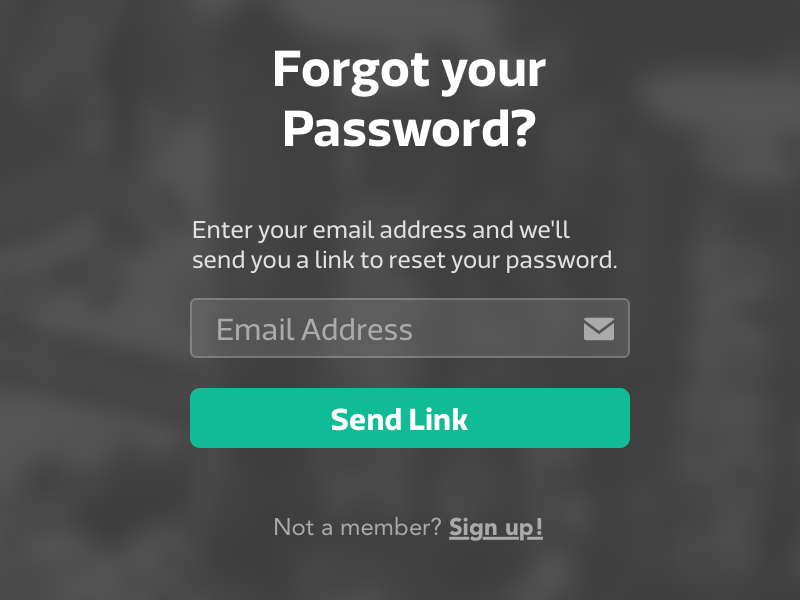 Forgot your
Password?
Enter your email address and we'll
send you a link to reset your password.
Email Address
Send Link
Not a member? Sign up!